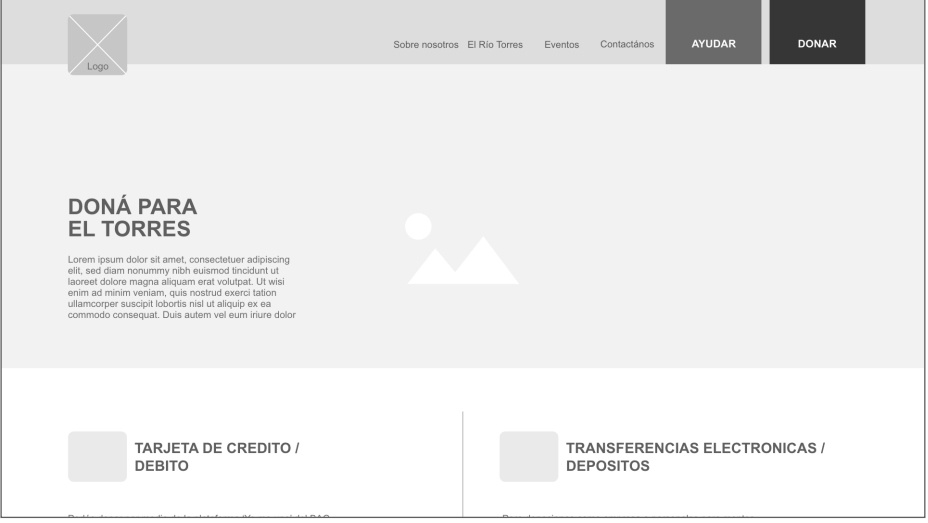 Logo
Sobre nosotros
El Río Torres
Eventos
Contactános
AYUDAR
DONAR
DONÁ PARA
EL TORRES
Lorem ipsum dolor sit amet, consectetuer adipiscing
elit, sed diam nonummy nibh euismod tincidunt ut
laoreet dolore magna aliquam erat volutpat. Ut wisi
enim ad minim veniam, quis nostrud exerci tation
ullamcorper suscipit lobortis nisl ut aliquip ex ea
commodo consequat. Duis autem vel eum iriure dolor
TARJETA DE CREDITO /
DEBITO
TRANSFERENCIAS ELECTRONICAS /
DEPOSITOS